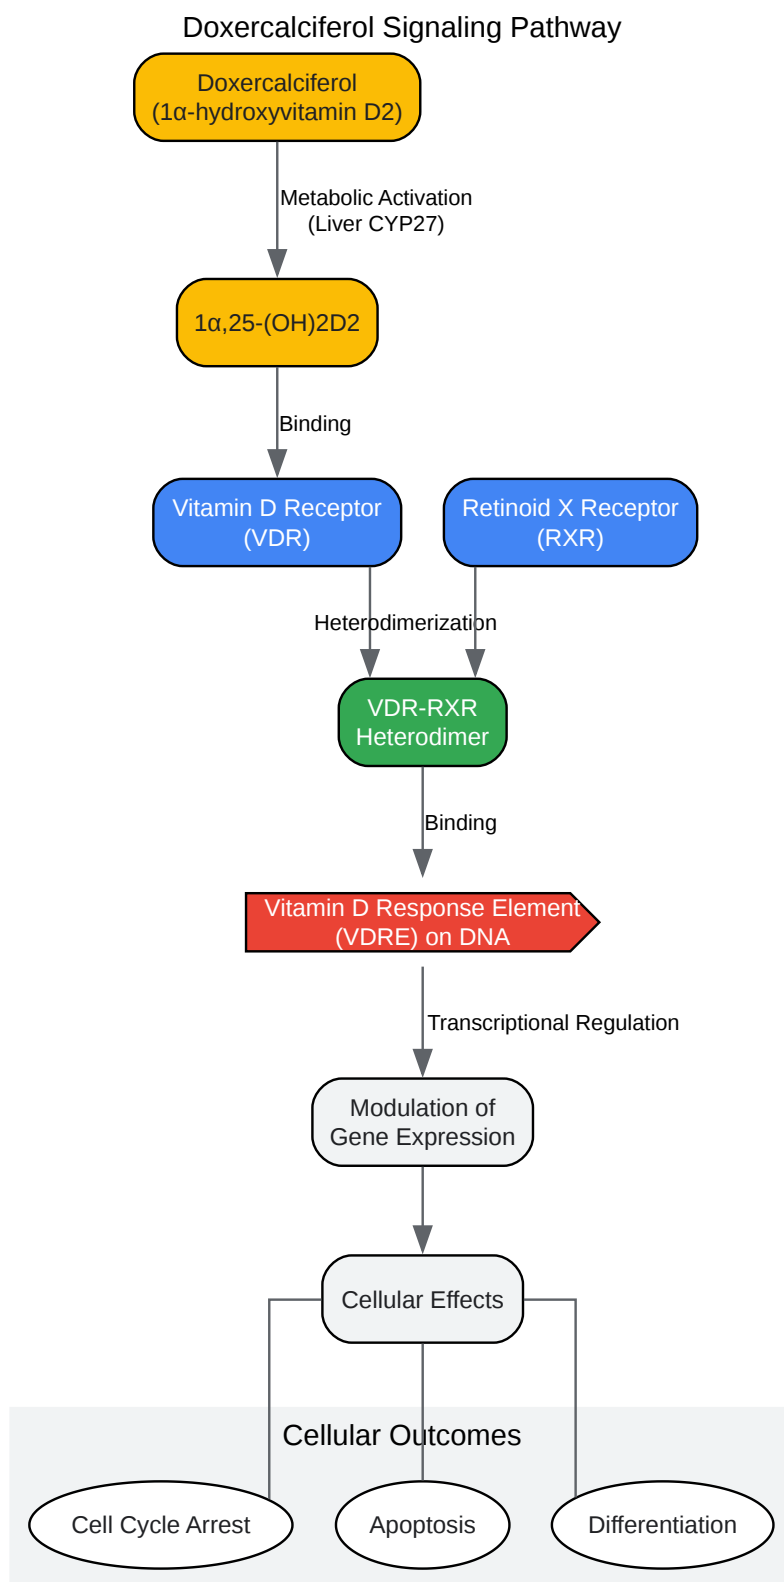 Doxercalciferol Signaling Pathway
Doxercalciferol
(1α-hydroxyvitamin D2)
Metabolic Activation
(Liver CYP27)
1α,25-(OH)2D2
Binding
Vitamin D Receptor
(VDR)
Retinoid X Receptor
(RXR)
Heterodimerization
VDR-RXR
Heterodimer
Binding
Vitamin D Response Element
(VDRE) on DNA
Transcriptional Regulation
Modulation of
Gene Expression
Cellular Effects
Cellular Outcomes
Cell Cycle Arrest
Apoptosis
Differentiation